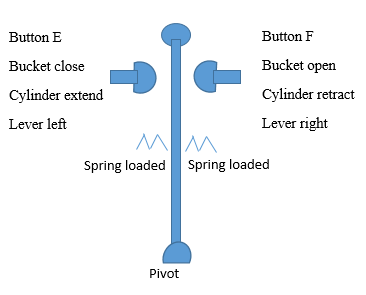 Button E
Bucket close
Cylinder extend
Lever left
Button F
Bucket open
Cylinder retract
Lever right
Spring loaded
Spring loaded
Pivot